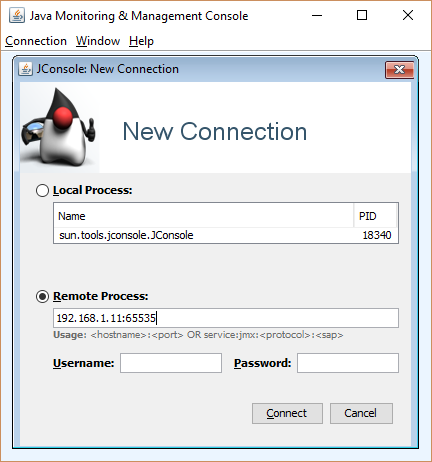 Java Monitoring & Management Console
Connection Window Help
JConsole: New Connection
New Connection
Local Process:
Name PID
sun.tools.jconsole.JConsole 18340
Remote Process:
192.168.1.11:65535
Usage: <hostname>:<port> OR service:jmx:<protocol>:<sap>
Username: Password:
Connect Cancel